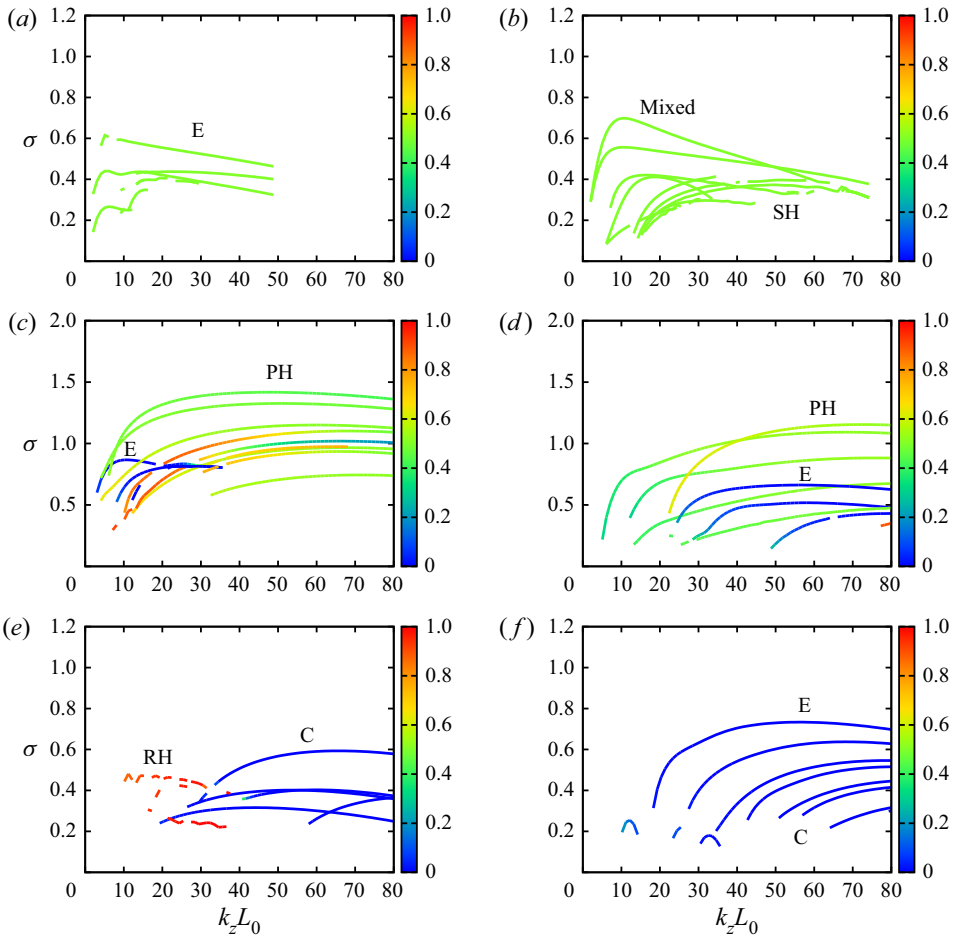 (a) (b)
1.2 1.0 1.2 1.0
1.0 0.8 1.0 0.8
0.8 0.8
0.6 0.6
σ 0.6 E 0.6 Mixed
0.4 0.4 0.4 0.4
0.2 0.2 0.2 SH 0.2
0 10 20 30 40 50 60 70 80 0 0 10 20 30 40 50 60 70 80 0
(c) (d)
2.0 1.0 2.0 1.0
0.8 0.8
1.5 PH 1.5 PH
0.6 0.6
σ 1.0 E 1.0
0.4 E 0.4
0.5 0.5
0.2 0.2
0 10 20 30 40 50 60 70 80 0 0 10 20 30 40 50 60 70 80 0
(e) (f)
1.2 1.0 1.2 1.0
1.0 0.8 1.0 0.8
0.8 0.8 E
0.6 0.6
σ 0.6 RH C 0.6
0.4 0.4 0.4 0.4
0.2 0.2 0.2 C 0.2
0 10 20 30 40 50 60 70 80 0 0 10 20 30 40 50 60 70 80 0
k_z L_0 k_z L_0